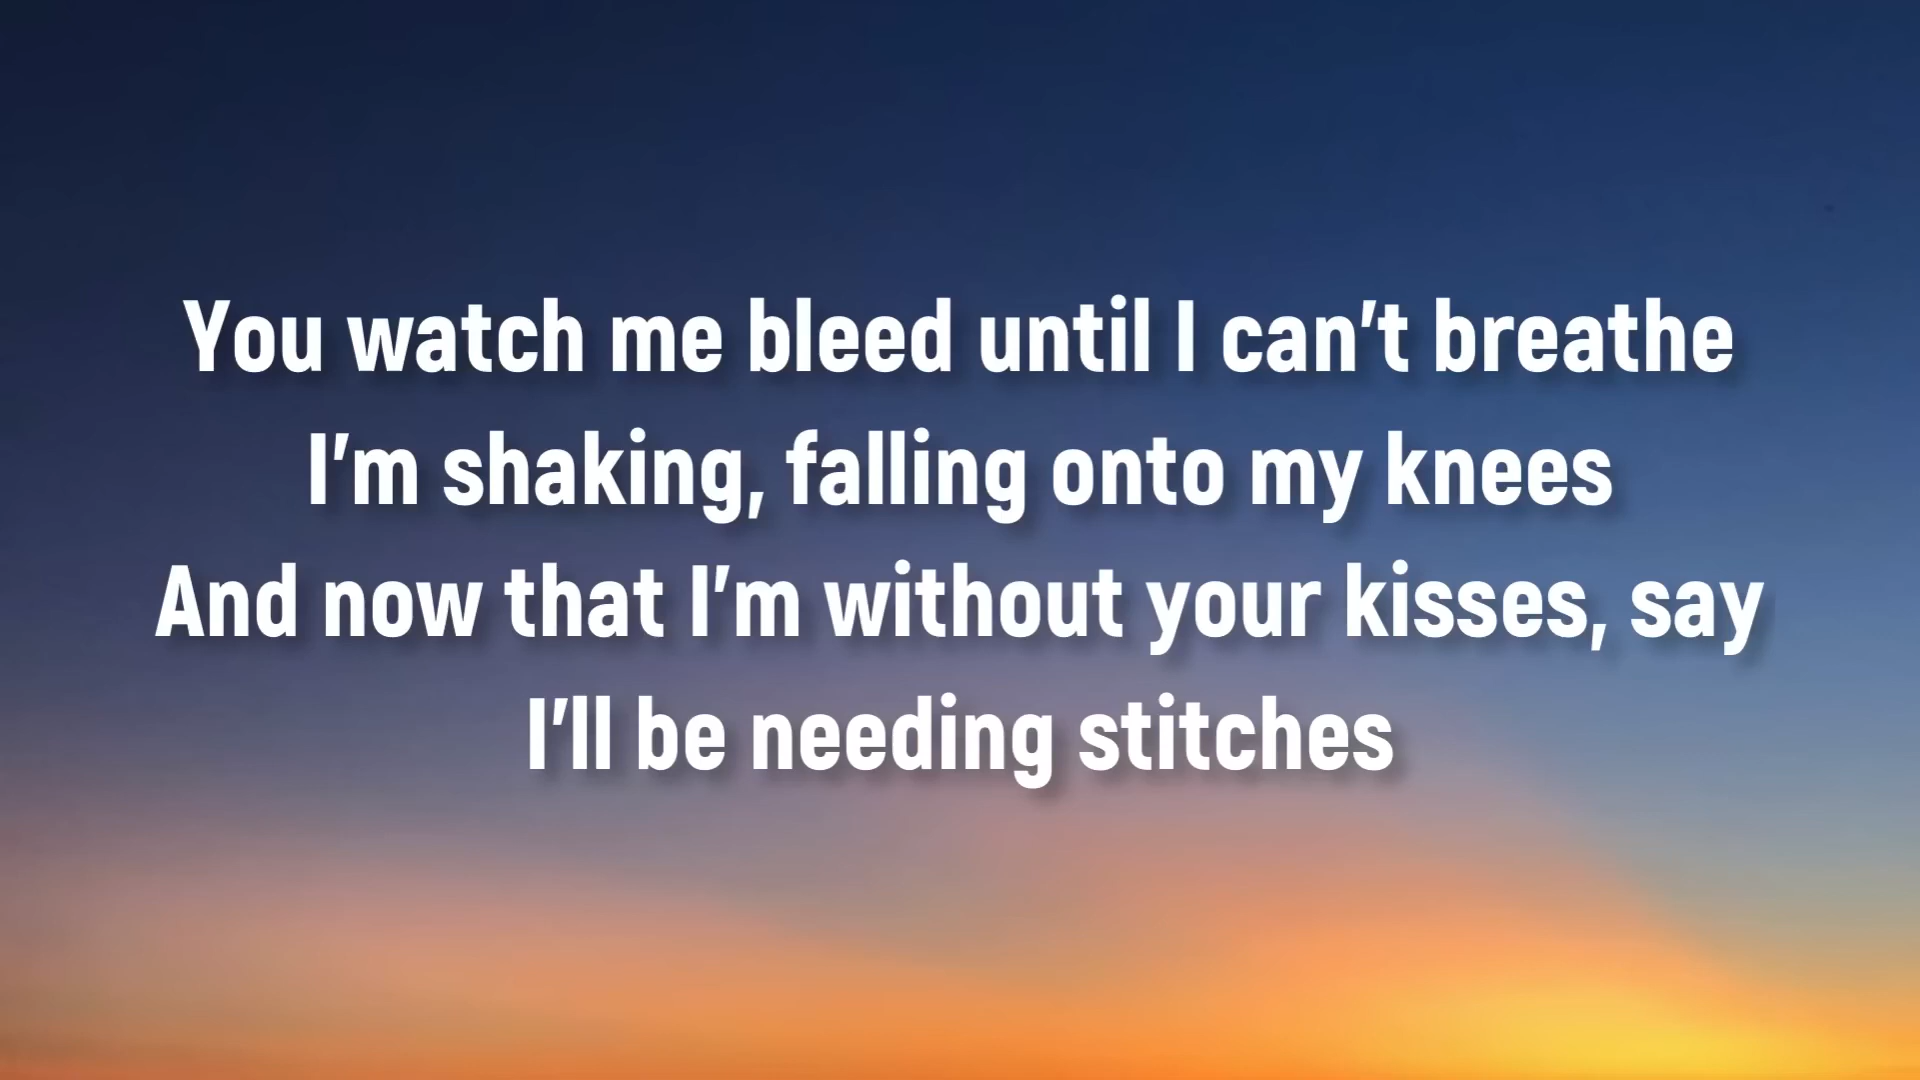 You watch me bleed until I can't breathe
I'm shaking, falling onto my knees
And now that I'm without your kisses, say
I'll be needing stitches